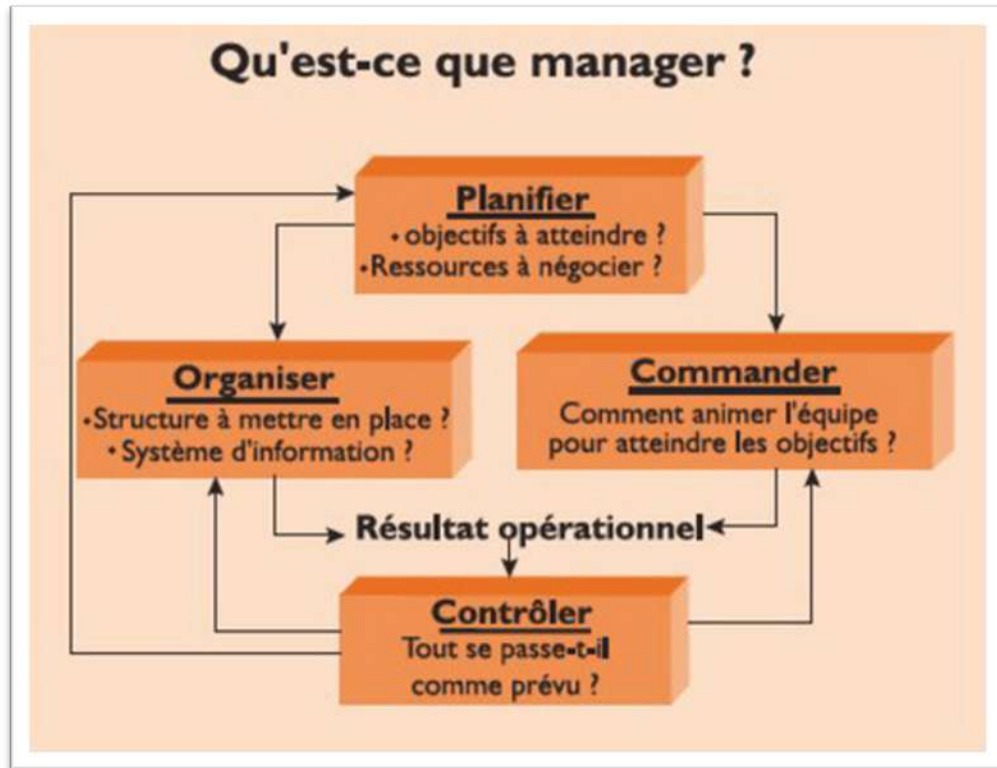 Qu'est-ce que manager ?
Planifier
• objectifs à atteindre ?
•Ressources à négocier ?
Organiser
•Structure à mettre en place ?
• Système d'information ?
Commander
Comment animer l'équipe
pour atteindre les objectifs ?
Résultat opérationnel
Contrôler
Tout se passe-t-il
comme prévu ?